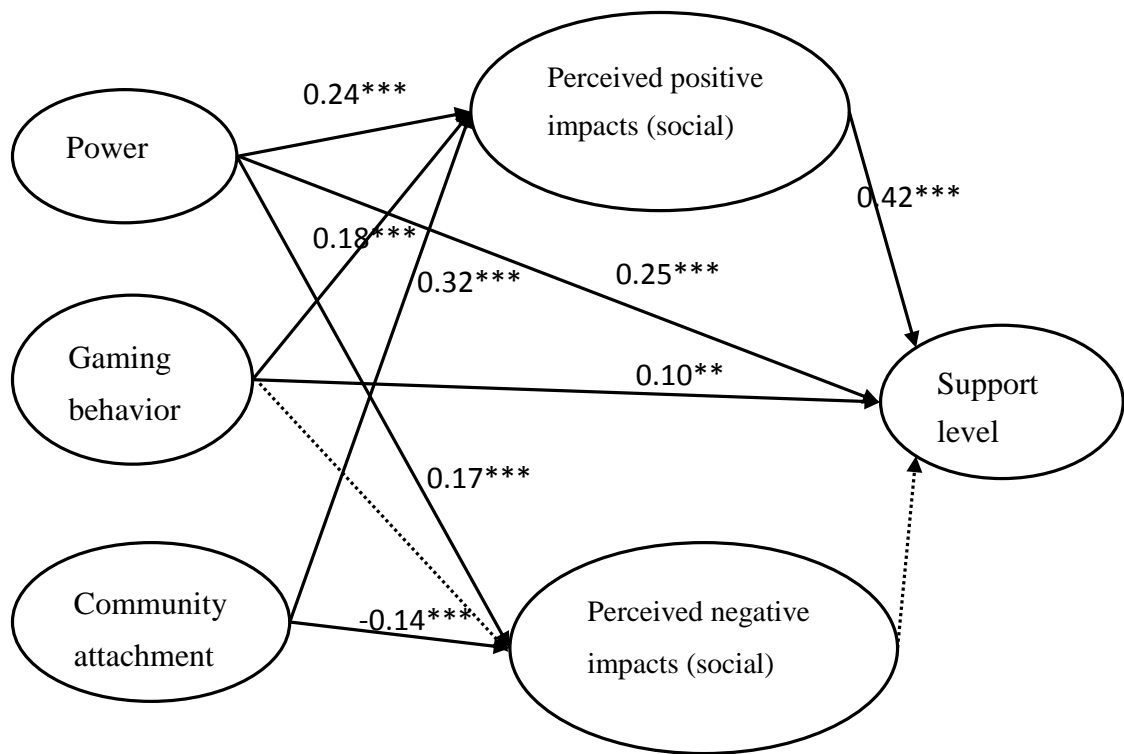 Perceived positive
impacts (social)
0.24***
Power
0.42***
0.18***
0.32***
0.25***
Gaming
behavior
0.10**
Support
level
0.17***
Community
attachment
-0.14***
Perceived negative
impacts (social)